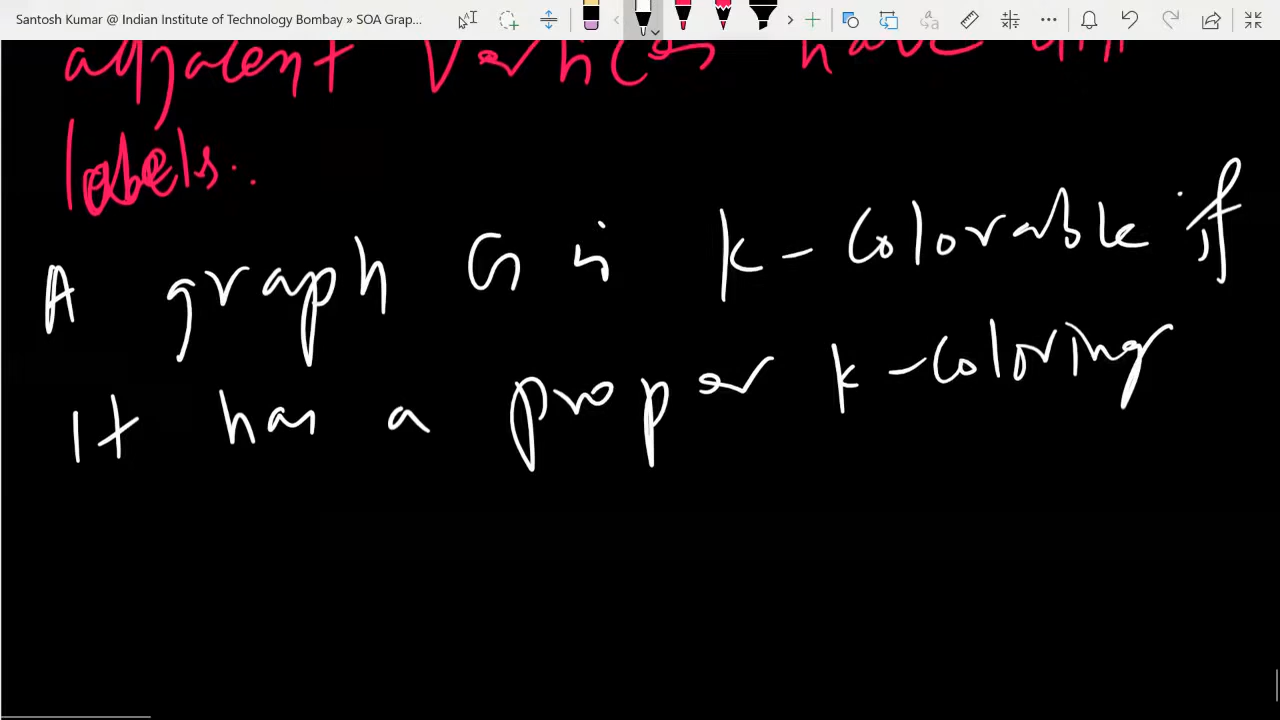 Santosh Kumar @ Indian Institute of Technology Bombay » SOA Grap...
adjacent vertices have
labels.
A graph G is k-colorable if
It has a proper k-coloring